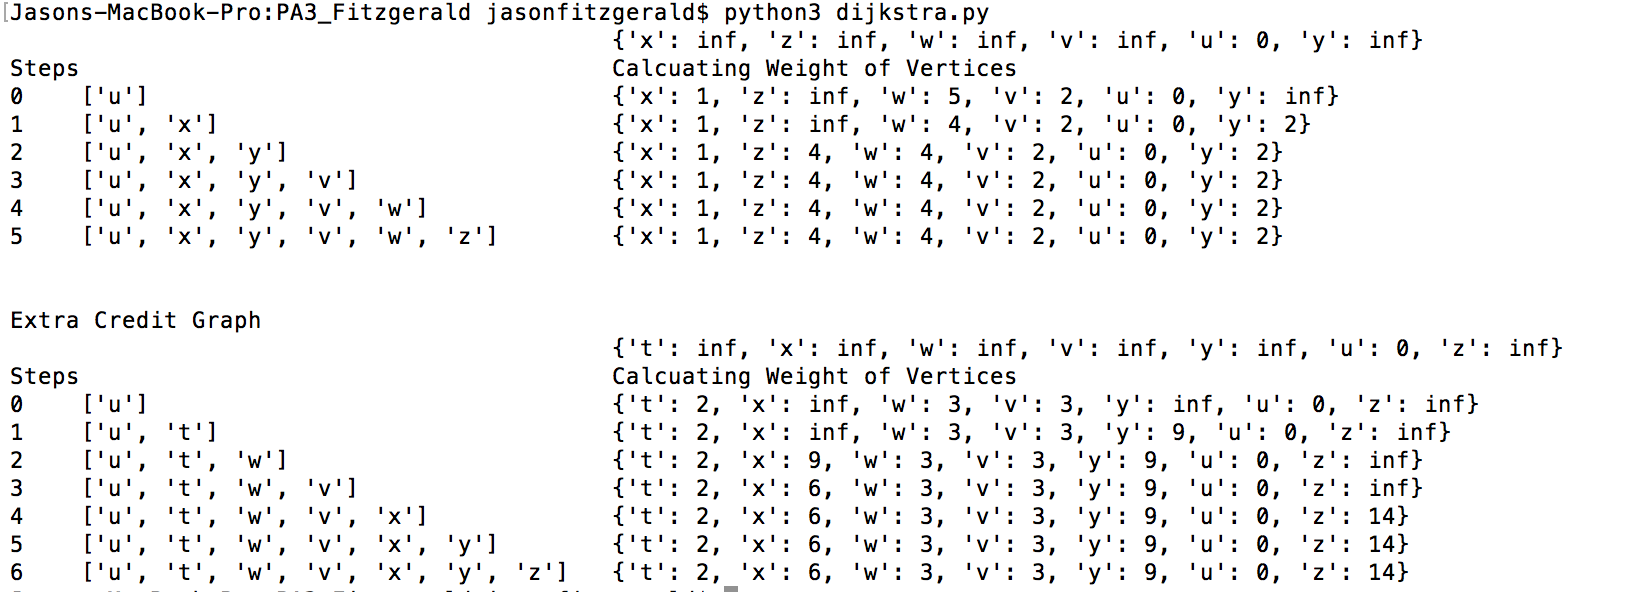 [Jasons-MacBook-Pro:PA3_Fitzgerald jasonfitzgerald$ python3 dijkstra.py
{'x': inf, 'z': inf, 'w': inf, 'v': inf, 'u': 0, 'y': inf}
Steps Calcuating Weight of Vertices
0 ['u'] {'x': 1, 'z': inf, 'w': 5, 'v': 2, 'u': 0, 'y': inf}
1 ['u', 'x'] {'x': 1, 'z': inf, 'w': 4, 'v': 2, 'u': 0, 'y': 2}
2 ['u', 'x', 'y'] {'x': 1, 'z': 4, 'w': 4, 'v': 2, 'u': 0, 'y': 2}
3 ['u', 'x', 'y', 'v'] {'x': 1, 'z': 4, 'w': 4, 'v': 2, 'u': 0, 'y': 2}
4 ['u', 'x', 'y', 'v', 'w'] {'x': 1, 'z': 4, 'w': 4, 'v': 2, 'u': 0, 'y': 2}
5 ['u', 'x', 'y', 'v', 'w', 'z'] {'x': 1, 'z': 4, 'w': 4, 'v': 2, 'u': 0, 'y': 2}
Extra Credit Graph
{'t': inf, 'x': inf, 'w': inf, 'v': inf, 'y': inf, 'u': 0, 'z': inf}
Steps Calcuating Weight of Vertices
0 ['u'] {'t': 2, 'x': inf, 'w': 3, 'v': 3, 'y': inf, 'u': 0, 'z': inf}
1 ['u', 't'] {'t': 2, 'x': inf, 'w': 3, 'v': 3, 'y': 9, 'u': 0, 'z': inf}
2 ['u', 't', 'w'] {'t': 2, 'x': 9, 'w': 3, 'v': 3, 'y': 9, 'u': 0, 'z': inf}
3 ['u', 't', 'w', 'v'] {'t': 2, 'x': 6, 'w': 3, 'v': 3, 'y': 9, 'u': 0, 'z': inf}
4 ['u', 't', 'w', 'v', 'x'] {'t': 2, 'x': 6, 'w': 3, 'v': 3, 'y': 9, 'u': 0, 'z': 14}
5 ['u', 't', 'w', 'v', 'x', 'y'] {'t': 2, 'x': 6, 'w': 3, 'v': 3, 'y': 9, 'u': 0, 'z': 14}
6 ['u', 't', 'w', 'v', 'x', 'y', 'z'] {'t': 2, 'x': 6, 'w': 3, 'v': 3, 'y': 9, 'u': 0, 'z': 14}